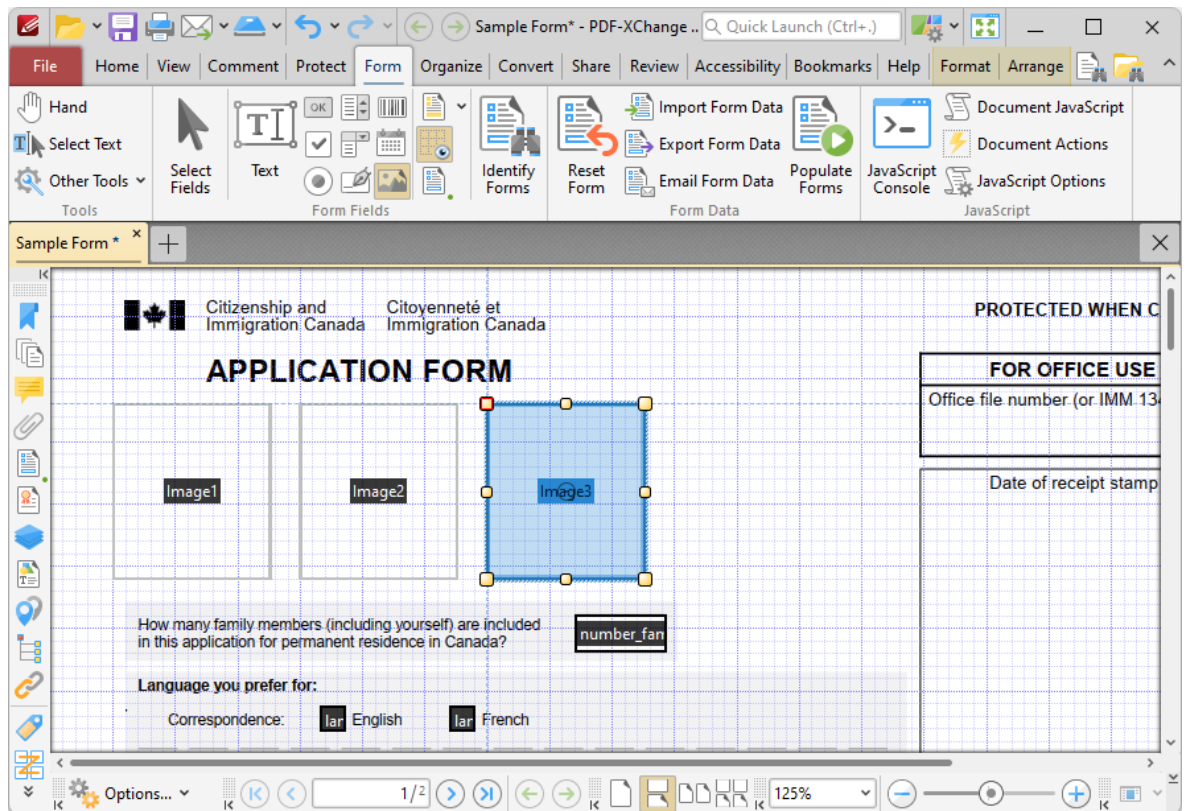 Sample Form* - PDF-XChange .. Quick Launch (Ctrl+.)
File Home View Comment Protect Form Organize Convert Share Review Accessibility Bookmarks Help Format Arrange
Hand
Select Text
Other Tools
Tools
Select Fields
Text
OK
Form Fields
Identify Forms
Reset Form
Import Form Data
Export Form Data
Email Form Data
Populate Forms
Form Data
JavaScript Console
Document JavaScript
Document Actions
JavaScript Options
JavaScript
Sample Form *
Citizenship and Citoyenneté et
Immigration Canada Immigration Canada
PROTECTED WHEN C
APPLICATION FORM
FOR OFFICE USE
Office file number (or IMM 134
Image1 Image2 Image3
Date of receipt stamp
How many family members (including yourself) are included
in this application for permanent residence in Canada?
number_fam
Language you prefer for:
Correspondence: lan English lan French
Options... 1/2 125%